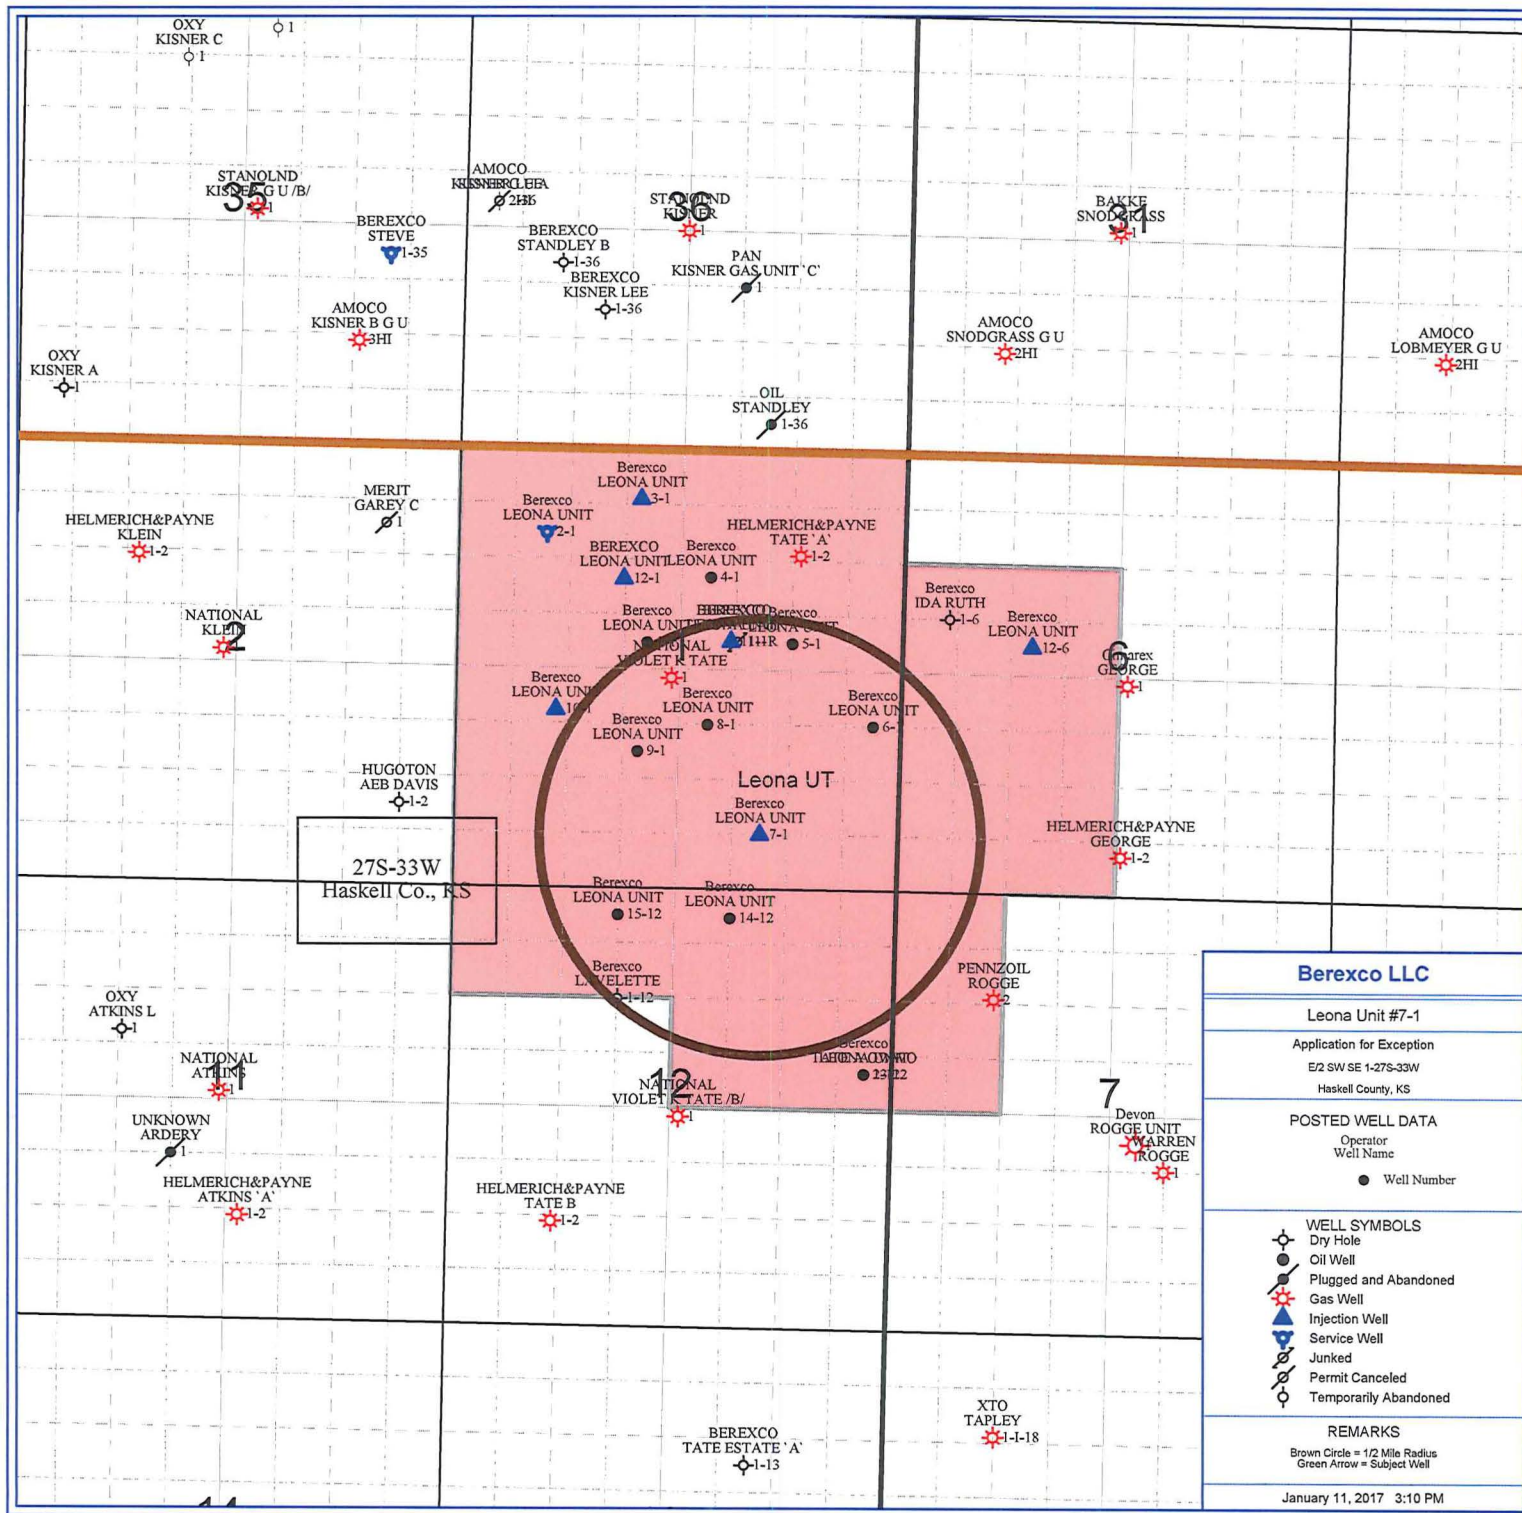 OXY
KISNER C
1
1
STANOLND
KISNER G U /B/
1
35
BEREXCO
STEVE
1-35
AMOCO
2HI
BEREXCO
STANDLEY B
1-36
BEREXCO
KISNER LEE
1-36
STANOLND
KISNER
1
36
PAN
KISNER GAS UNIT `C`
1
BAKKE
SNODGRASS
1
31
AMOCO
KISNER B G U
3HI
OXY
KISNER A
1
AMOCO
SNODGRASS G U
2HI
AMOCO
LOBMEYER G U
2HI
OIL
STANDLEY
1-36
MERIT
GAREY C
1
HELMERICH&PAYNE
KLEIN
1-2
Berexco
LEONA UNIT
3-1
Berexco
LEONA UNIT
2-1
HELMERICH&PAYNE
TATE `A`
1-2
BEREXCO
LEONA UNIT
12-1
Berexco
LEONA UNIT
4-1
Berexco
IDA RUTH
1-6
Berexco
LEONA UNIT
12-6
NATIONAL
KLEIN
2
Berexco
LEONA UNIT
Berexco
LEONA UNIT
5-1
1
NATIONAL
VIOLET K TATE
1
6
Cimarex
GEORGE
1
Berexco
LEONA UNIT
10-1
Berexco
LEONA UNIT
8-1
Berexco
LEONA UNIT
6-1
Berexco
LEONA UNIT
9-1
Leona UT
HUGOTON
AEB DAVIS
1-2
Berexco
LEONA UNIT
7-1
HELMERICH&PAYNE
GEORGE
1-2
27S-33W
Haskell Co., KS
Berexco
LEONA UNIT
15-12
Berexco
LEONA UNIT
14-12
Berexco
LAVELETTE
1-12
PENNZOIL
ROGGE
2
OXY
ATKINS L
1
NATIONAL
ATKINS
1
11
Berexco
12
NATIONAL
VIOLET K TATE /B/
1
7
UNKNOWN
ARDERY
1
Devon
ROGGE UNIT
WARREN
ROGGE
1
HELMERICH&PAYNE
ATKINS `A`
1-2
HELMERICH&PAYNE
TATE B
1-2
BEREXCO
TATE ESTATE `A`
1-13
XTO
TAPLEY
1-I-18
14
Berexco LLC
Leona Unit #7-1
Application for Exception
E/2 SW SE 1-27S-33W
Haskell County, KS
POSTED WELL DATA
Operator
Well Name
Well Number
WELL SYMBOLS
Dry Hole
Oil Well
Plugged and Abandoned
Gas Well
Injection Well
Service Well
Junked
Permit Canceled
Temporarily Abandoned
REMARKS
Brown Circle = 1/2 Mile Radius
Green Arrow = Subject Well
January 11, 2017 3:10 PM